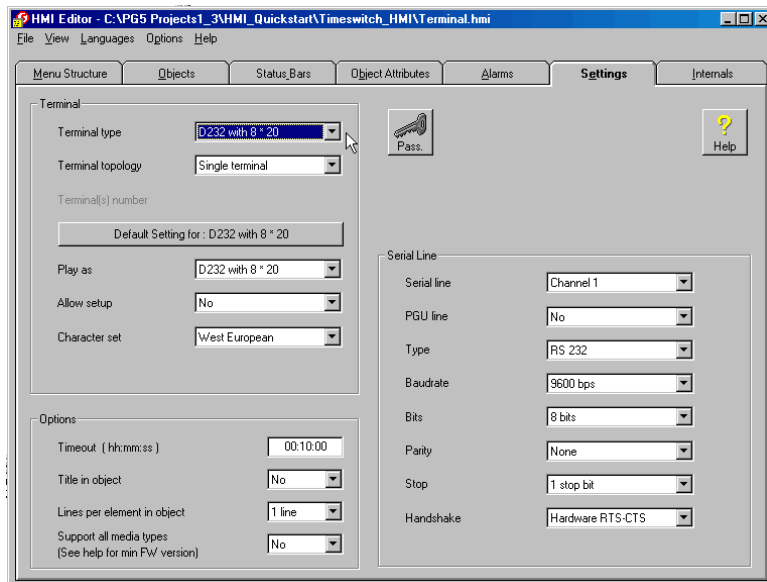 HMI Editor - C:\PG5 Projects1_3\HMI_Quickstart\Timeswitch_HMI\Terminal.hmi
File View Languages Options Help
Menu Structure Objects Status_Bars Object Attributes Alarms Settings Internals
Terminal
Terminal type D232 with 8 * 20
Pass.
Help
Terminal topology Single terminal
Terminal(s) number
Default Setting for : D232 with 8 * 20
Play as D232 with 8 * 20
Allow setup No
Character set West European
Serial Line
Serial line Channel 1
PGU line No
Type RS 232
Baudrate 9600 bps
Bits 8 bits
Parity None
Stop 1 stop bit
Handshake Hardware RTS-CTS
Options
Timeout ( hh:mm:ss ) 00:10:00
Title in object No
Lines per element in object 1 line
Support all media types
(See help for min FW version) No